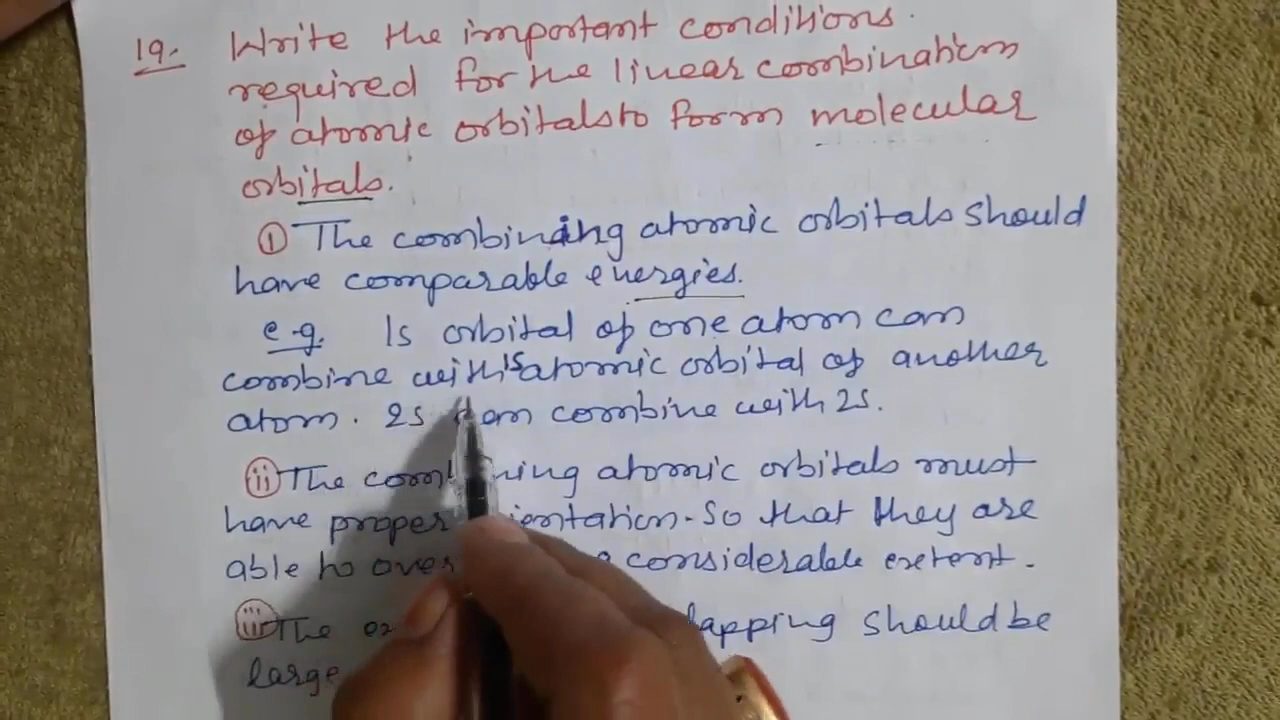 19. Write the important conditions.
required for the linear combination
of atomic orbitals to form molecular
orbitals.
(i) The combining atomic orbitals should
have comparable energies.
e.g. 1s orbital of one atom can
combine with 1s atomic orbital of another
atom. 2s can combine with 2s.
(ii) The atomic orbitals must
have proper So that they are
able to considerable extent.
(iii) The should be
large